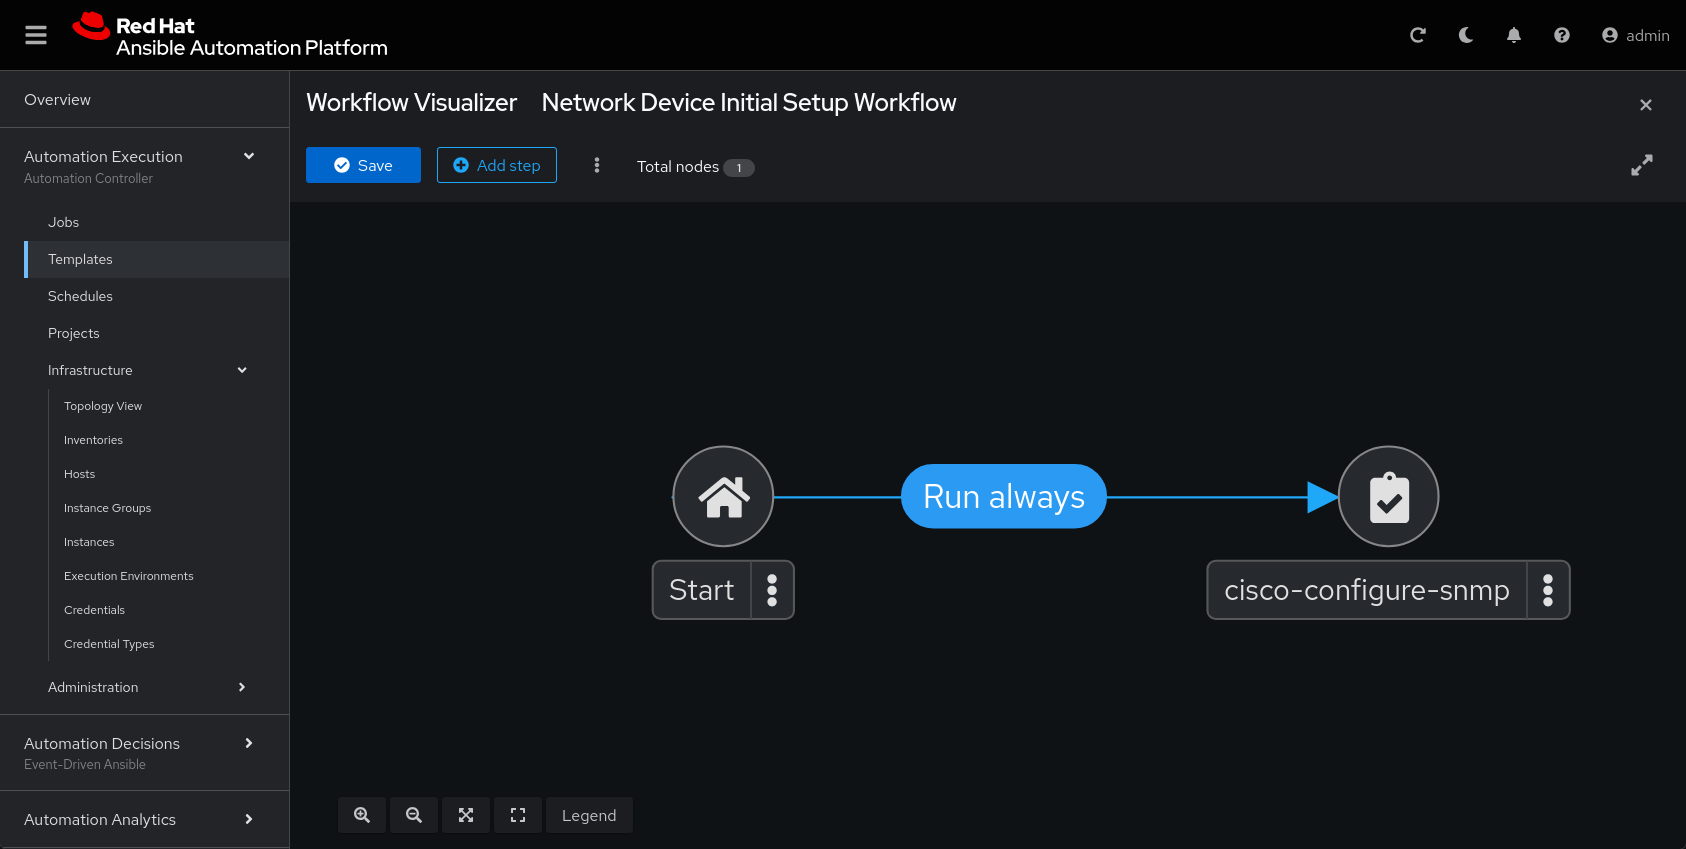 Red Hat
Ansible Automation Platform
admin
Overview
Automation Execution
Automation Controller
Jobs
Templates
Schedules
Projects
Infrastructure
Topology View
Inventories
Hosts
Instance Groups
Instances
Execution Environments
Credentials
Credential Types
Administration
Automation Decisions
Event-Driven Ansible
Automation Analytics
Workflow Visualizer Network Device Initial Setup Workflow
Save Add step Total nodes 1
Run always
Start cisco-configure-snmp
Legend